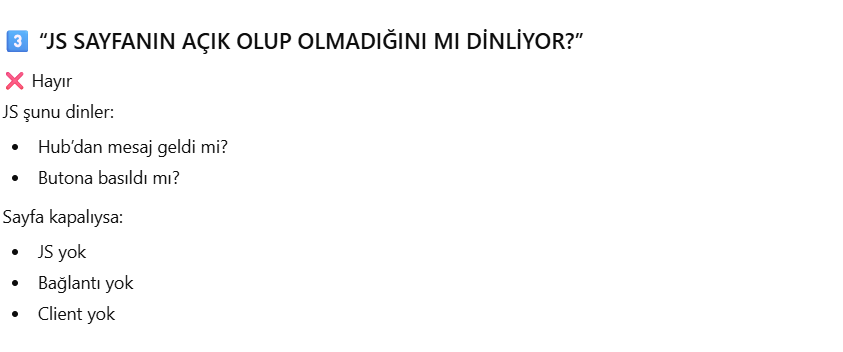 3️⃣ “JS SAYFANIN AÇIK OLUP OLMADIĞINI MI DİNLİYOR?”
❌ Hayır
JS şunu dinler:
• Hub’dan mesaj geldi mi?
• Butona basıldı mı?
Sayfa kapalıysa:
• JS yok
• Bağlantı yok
• Client yok